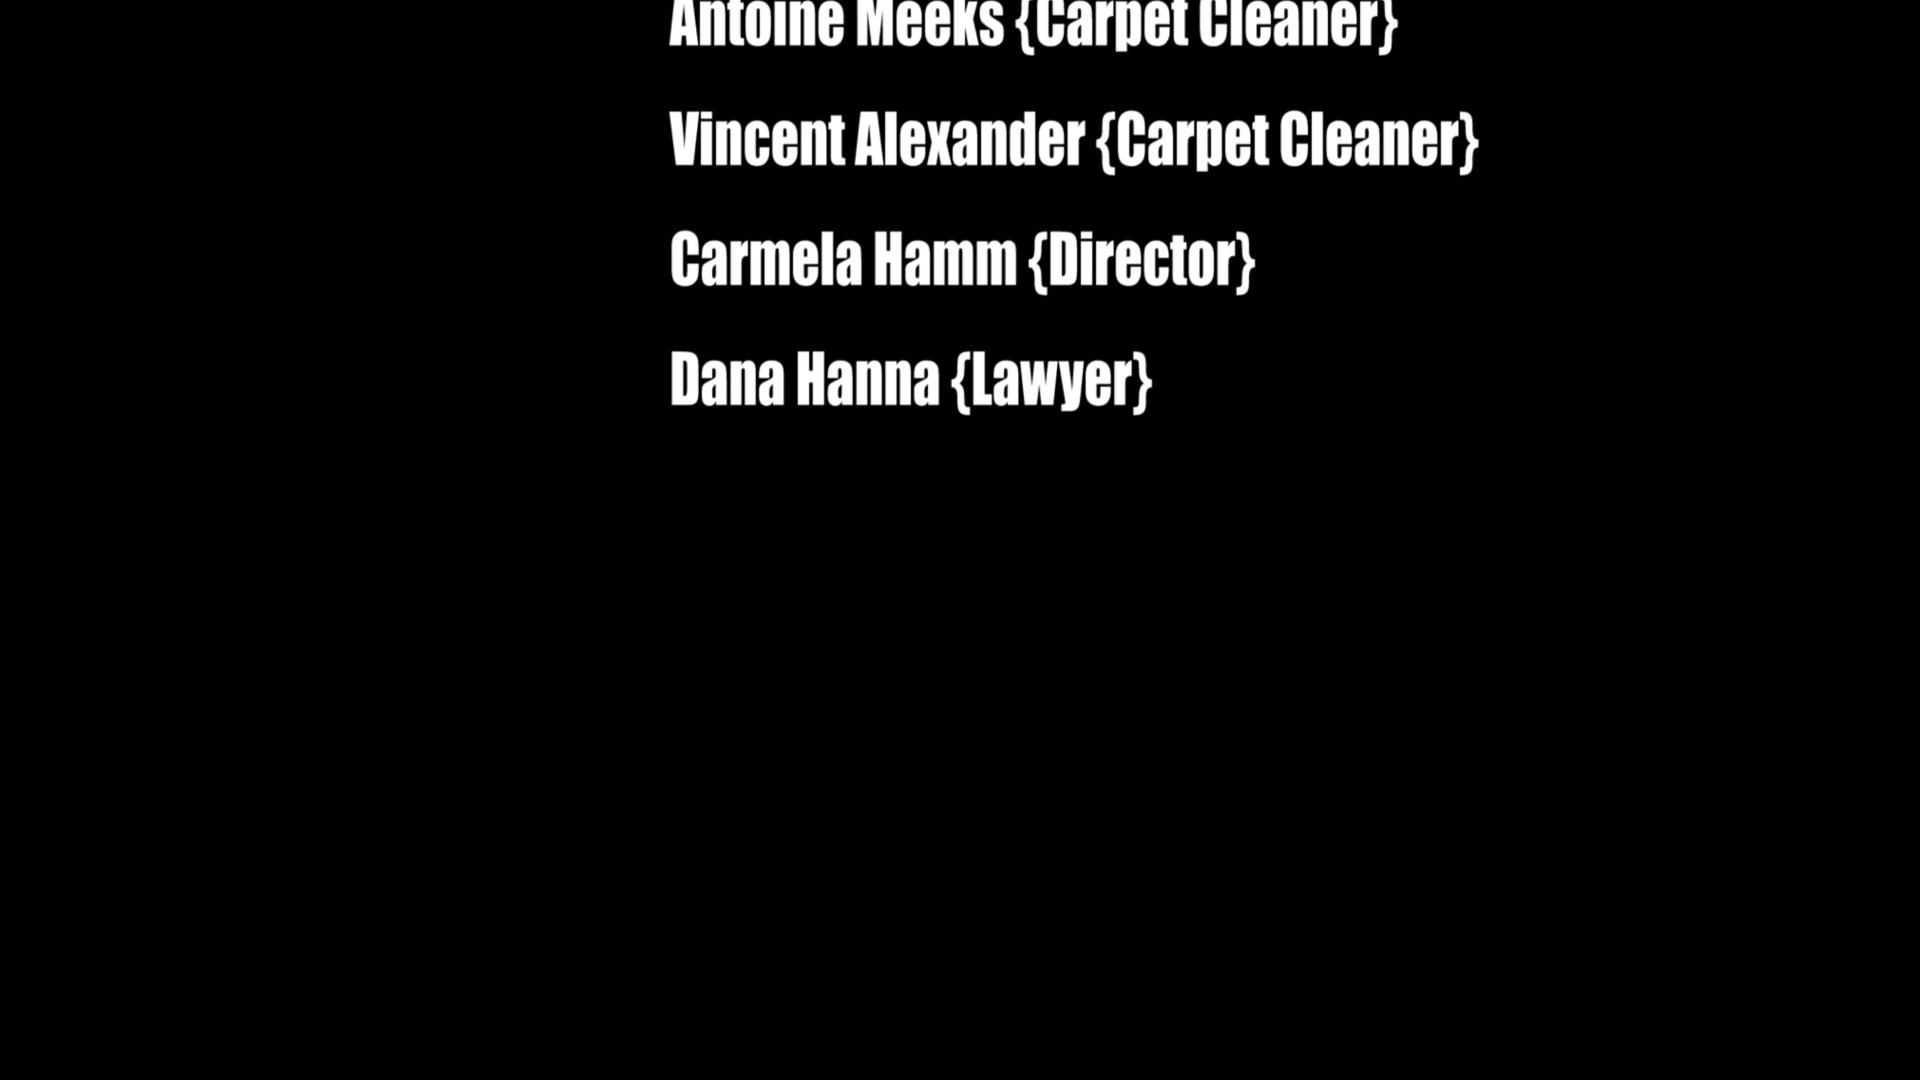 Antoine Meeks {Carpet Cleaner}
Vincent Alexander {Carpet Cleaner}
Carmela Hamm {Director}
Dana Hanna {Lawyer}